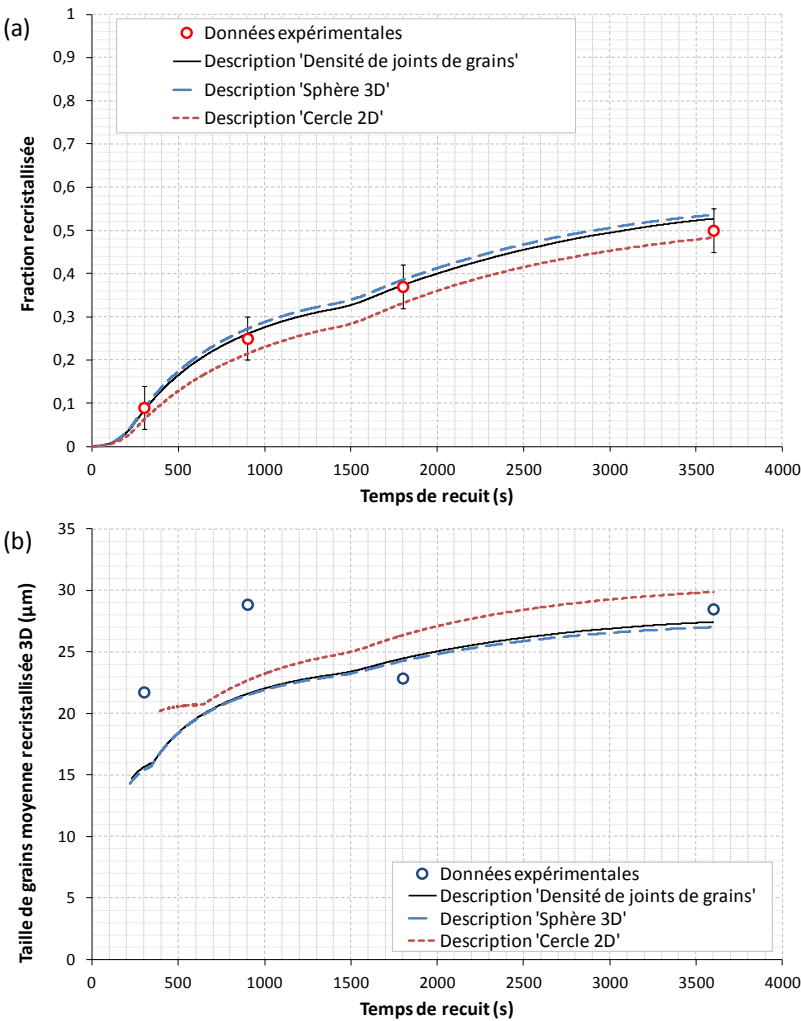 (a)
Données expérimentales
Description 'Densité de joints de grains'
Description 'Sphère 3D'
Description 'Cercle 2D'
Fraction recristallisée
1
0,9
0,8
0,7
0,6
0,5
0,4
0,3
0,2
0,1
0
0 500 1000 1500 2000 2500 3000 3500 4000
Temps de recuit (s)
(b)
Taille de grains moyenne recristallisée 3D (µm)
35
30
25
20
15
10
5
0
Données expérimentales
Description 'Densité de joints de grains'
Description 'Sphère 3D'
Description 'Cercle 2D'
0 500 1000 1500 2000 2500 3000 3500 4000
Temps de recuit (s)